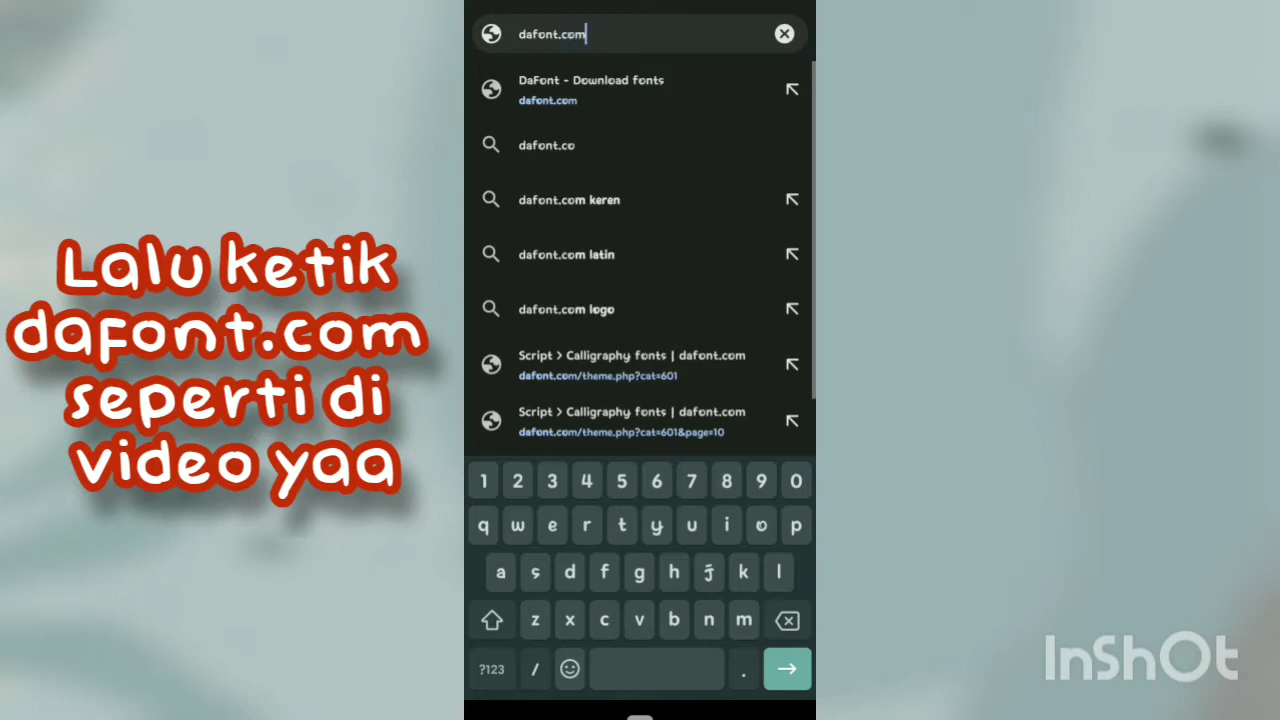 Lalu ketik
dafont.com
seperti di
video yaa
dafont.com
DaFont - Download fonts
dafont.com
dafont.co
dafont.com keren
dafont.com latin
dafont.com logo
Script > Calligraphy fonts | dafont.com
dafont.com/theme.php?cat=601
Script > Calligraphy fonts | dafont.com
dafont.com/theme.php?cat=601&page=10
1 2 3 4 5 6 7 8 9 0
q w e r t y u i o p
a s d f g h j k l
z x c v b n m
?123 / .
InShOt